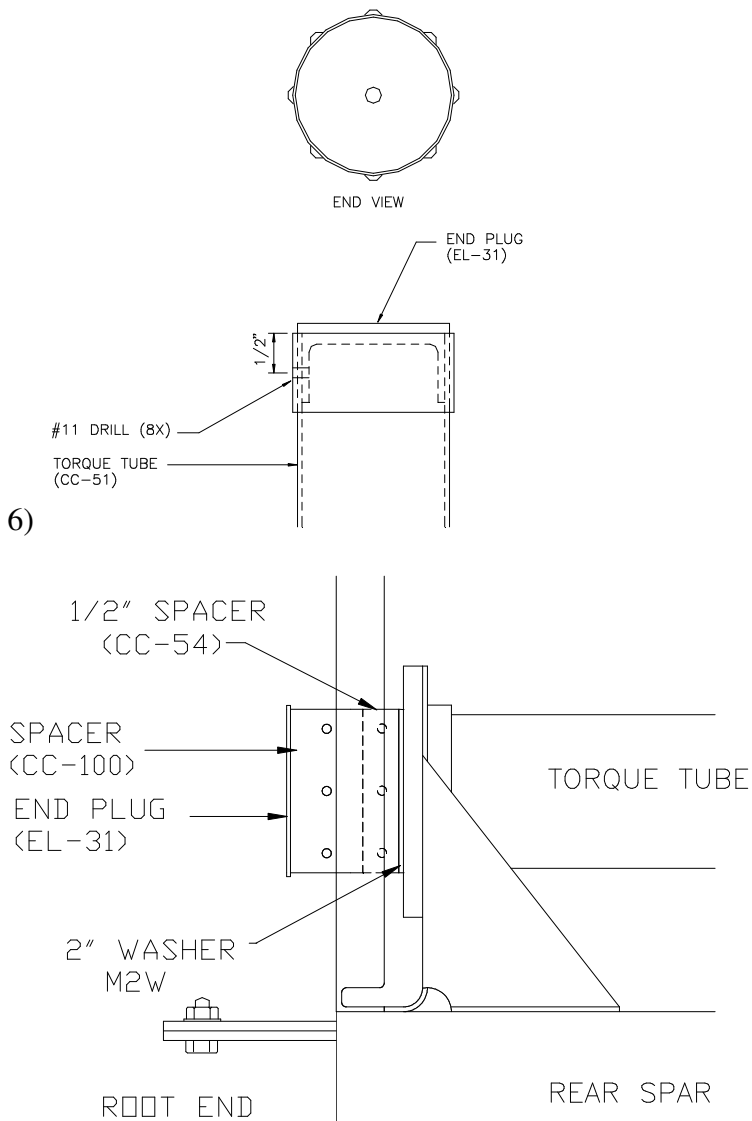 END VIEW
END PLUG
(EL-31)
1/2"
#11 DRILL (8X)
TORQUE TUBE
(CC-51)
6)
1/2" SPACER
(CC-54)
SPACER
(CC-100)
END PLUG
(EL-31)
TORQUE TUBE
2" WASHER
M2W
ROOT END
REAR SPAR